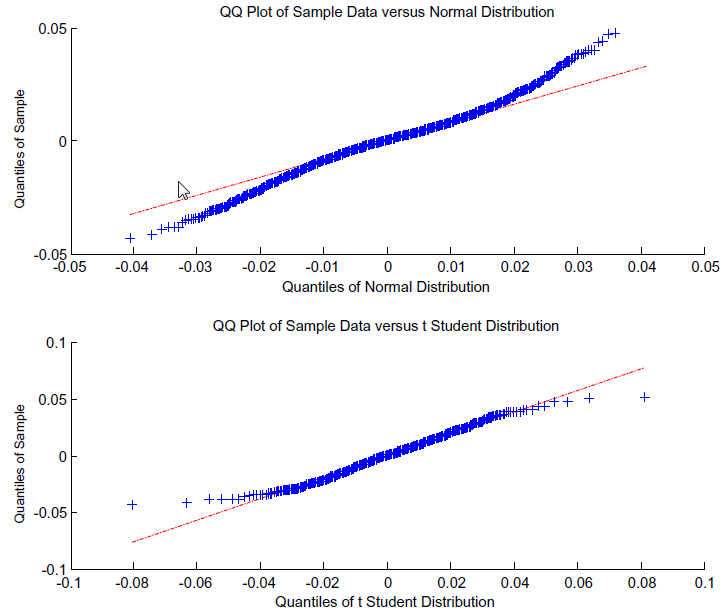 QQ Plot of Sample Data versus Normal Distribution
0.05
0
-0.05
Quantiles of Sample
-0.05 -0.04 -0.03 -0.02 -0.01 0 0.01 0.02 0.03 0.04 0.05
Quantiles of Normal Distribution
QQ Plot of Sample Data versus t Student Distribution
0.1
0.05
0
-0.05
-0.1
Quantiles of Sample
-0.1 -0.08 -0.06 -0.04 -0.02 0 0.02 0.04 0.06 0.08 0.1
Quantiles of t Student Distribution